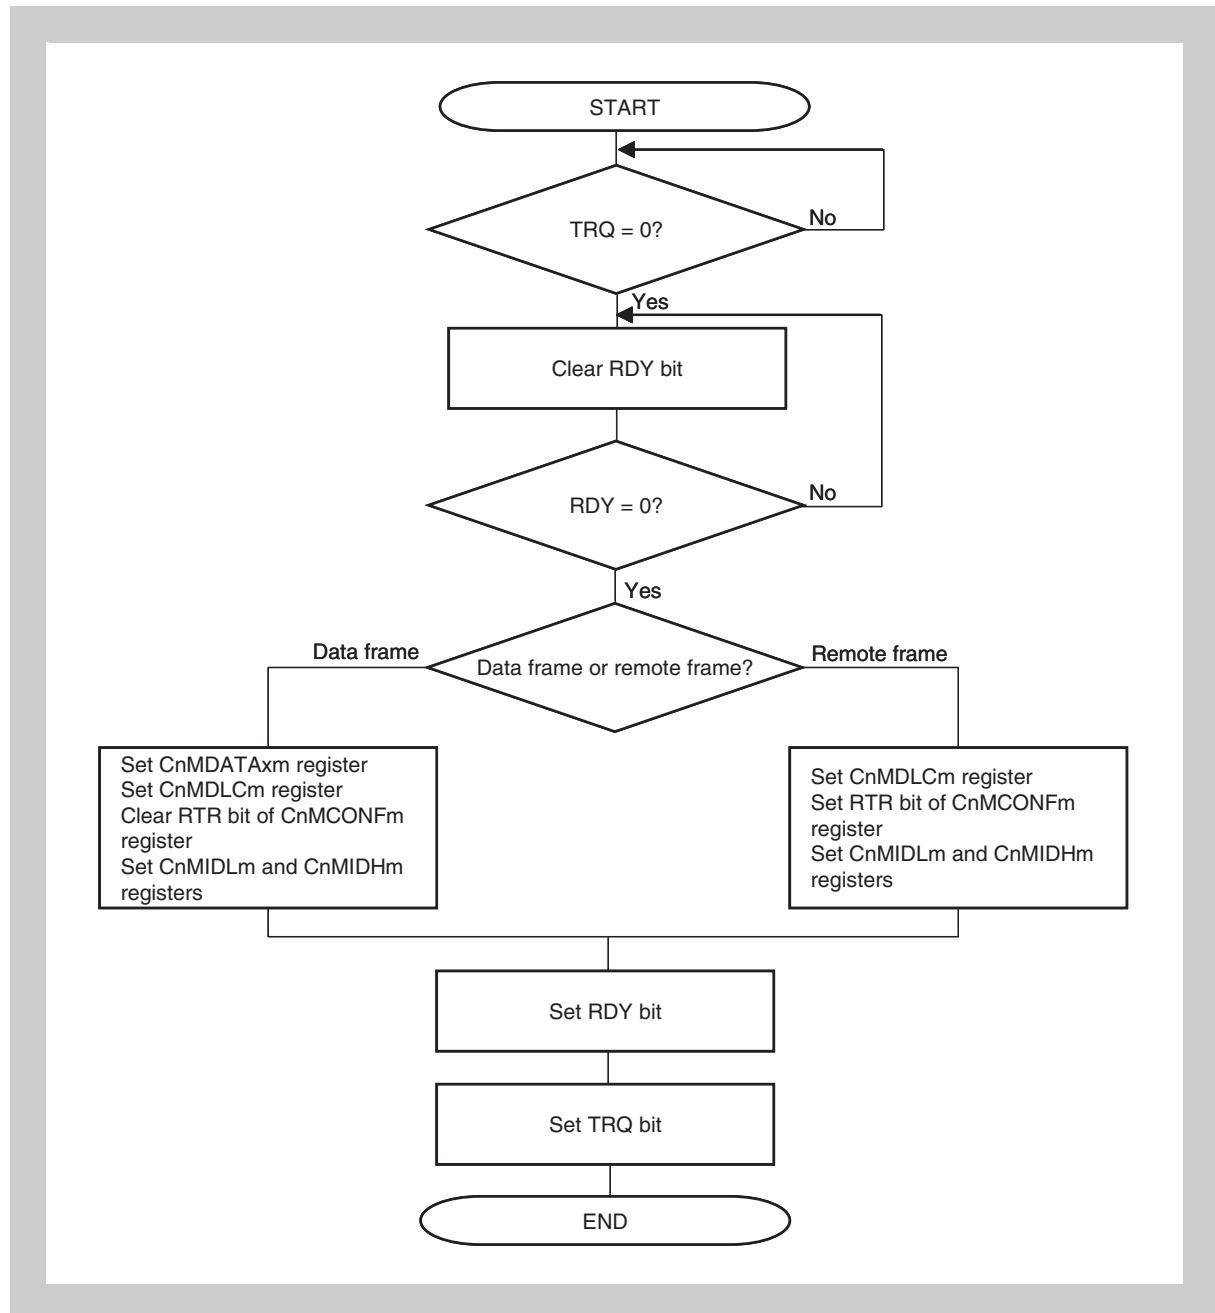 START
TRQ = 0?
No
Yes
Clear RDY bit
RDY = 0?
No
Yes
Data frame or remote frame?
Data frame
Remote frame
Set CnMDATAxm register
Set CnMDLCm register
Clear RTR bit of CnMCONFm
register
Set CnMIDLm and CnMIDHm
registers
Set CnMDLCm register
Set RTR bit of CnMCONFm
register
Set CnMIDLm and CnMIDHm
registers
Set RDY bit
Set TRQ bit
END